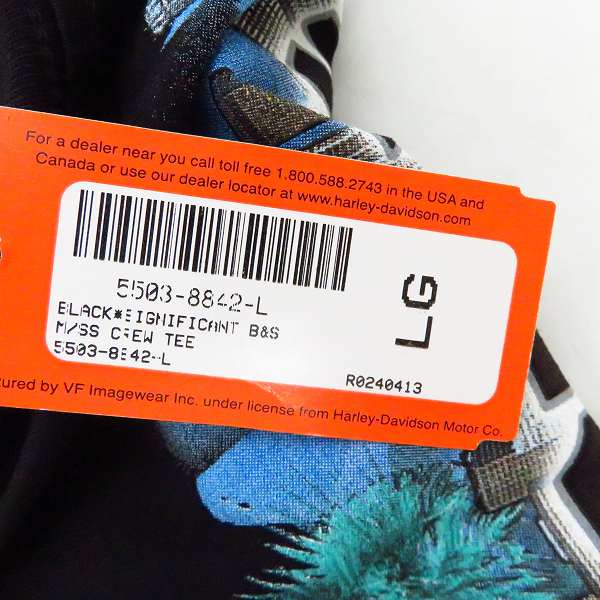 For a dealer near you call toll free 1.800.588.2743 in the USA and
Canada or use our dealer locator at www.harley-davidson.com
5503-8842-L
BLACK*SIGNIFICANT B&S
M/SS CREW TEE
5503-8842-L
LG
R0240413
tured by VF Imagewear Inc. under license from Harley-Davidson Motor Co.